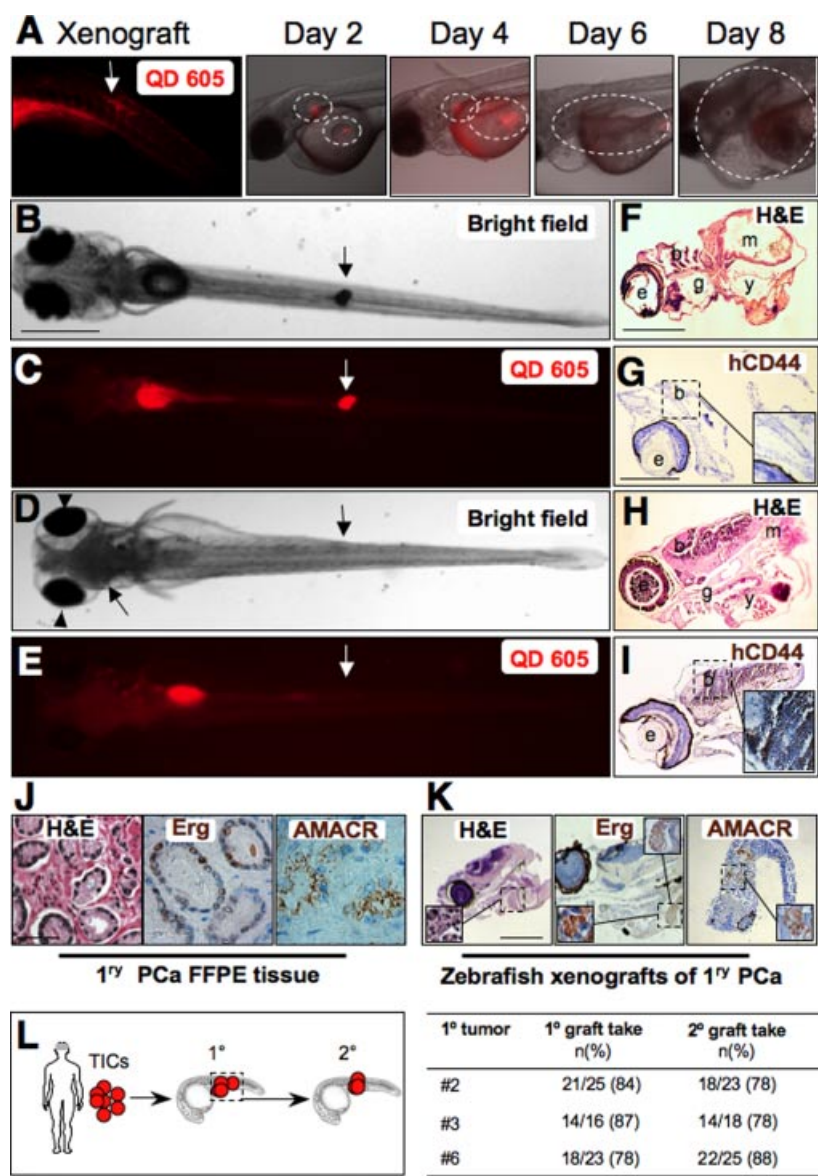 A Xenograft Day 2 Day 4 Day 6 Day 8
QD 605
B Bright field
C QD 605
D Bright field
E QD 605
F H&E
b m e g y
G hCD44
b e
H H&E
b m e g y
I hCD44
b e
J H&E Erg AMACR
1ry PCa FFPE tissue
K H&E Erg AMACR
Zebrafish xenografts of 1ry PCa
L TICs 1° 2°
1º tumor 1º graft take 2º graft take
n(%) n(%)
#2 21/25 (84) 18/23 (78)
#3 14/16 (87) 14/18 (78)
#6 18/23 (78) 22/25 (88)